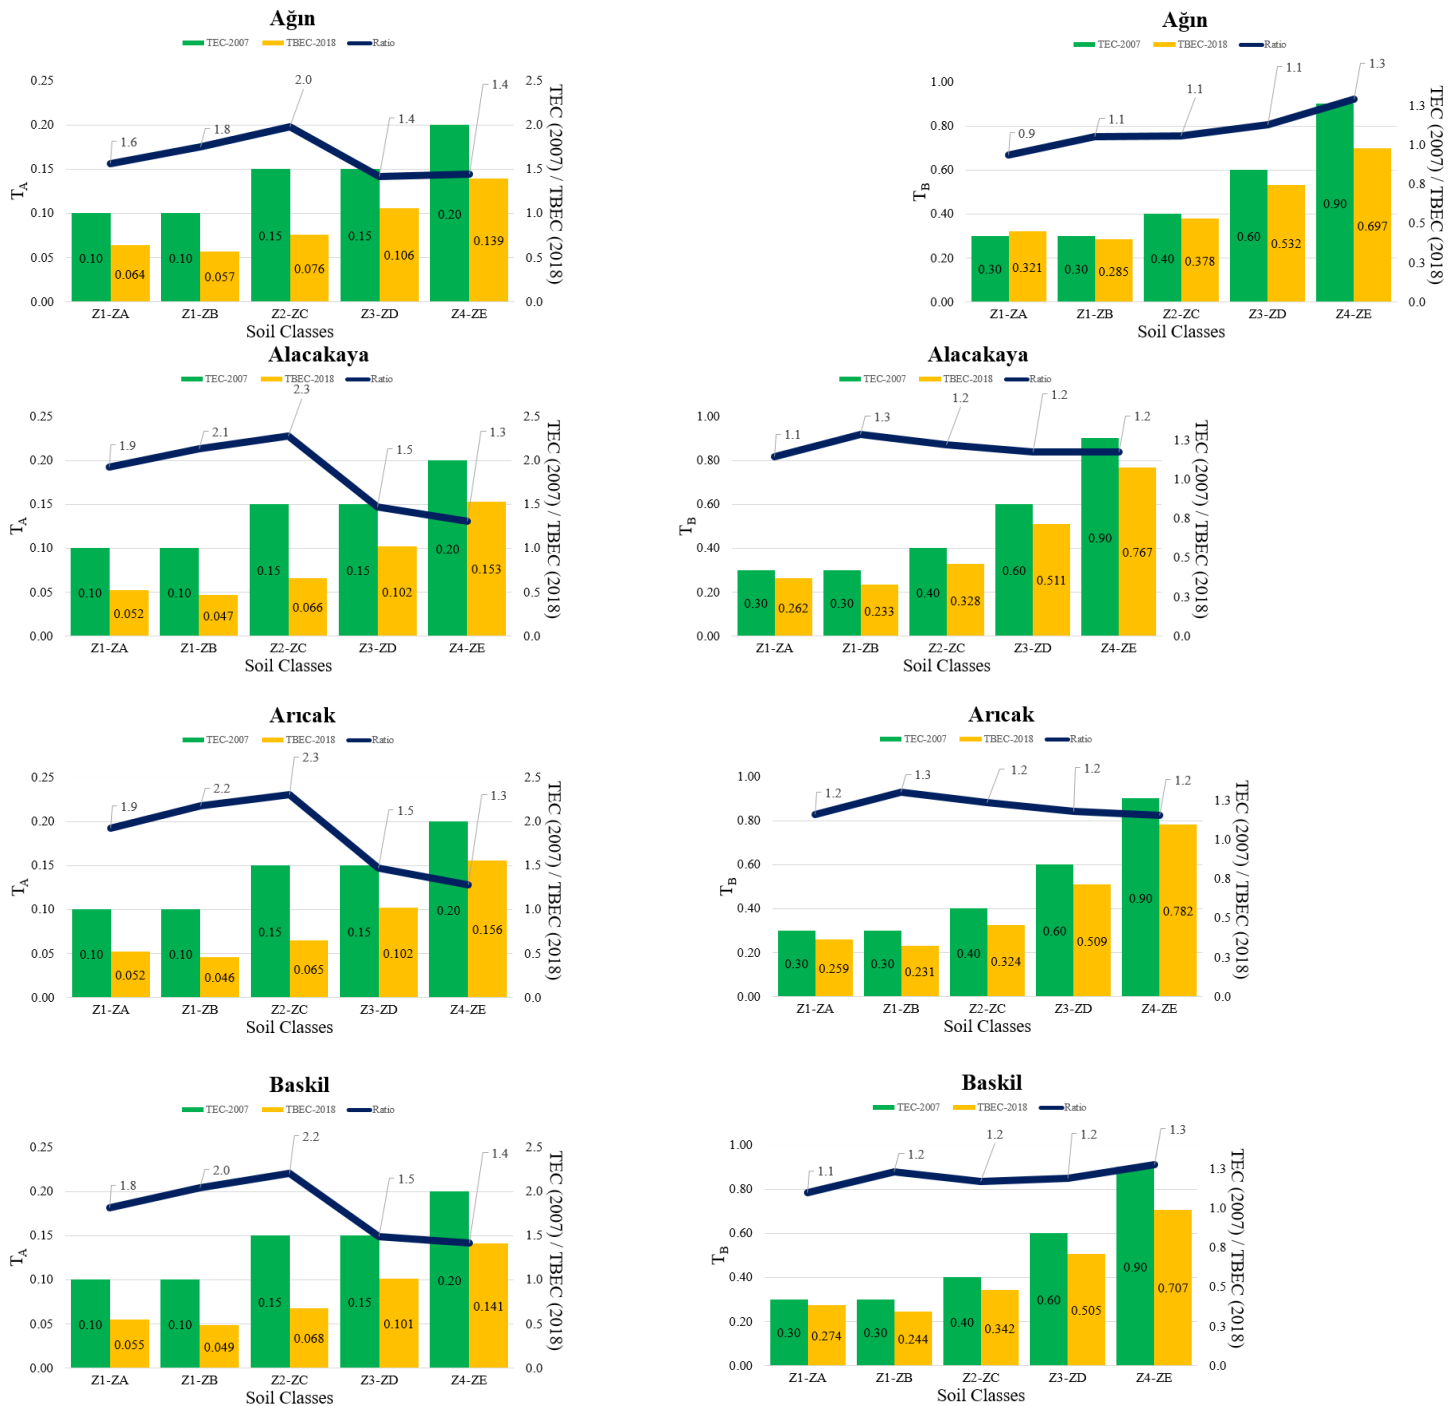 Ağın
TEC-2007 TBEC-2018 Ratio
0.25 0.20 0.15 0.10 0.05 0.00
T_A
1.6 1.8 2.0 1.4 1.4
0.10 0.064 0.10 0.057 0.15 0.076 0.15 0.106 0.20 0.139
2.5 2.0 1.5 1.0 0.5 0.0
TEC (2007) / TBEC (2018)
Z1-ZA Z1-ZB Z2-ZC Z3-ZD Z4-ZE
Soil Classes
Ağın
TEC-2007 TBEC-2018 Ratio
1.00 0.80 0.60 0.40 0.20 0.00
T_B
0.9 1.1 1.1 1.1 1.3
0.30 0.321 0.30 0.285 0.40 0.378 0.60 0.532 0.90 0.697
1.3 1.0 0.8 0.5 0.3 0.0
TEC (2007) / TBEC (2018)
Z1-ZA Z1-ZB Z2-ZC Z3-ZD Z4-ZE
Soil Classes
Alacakaya
TEC-2007 TBEC-2018 Ratio
0.25 0.20 0.15 0.10 0.05 0.00
T_A
1.9 2.1 2.3 1.5 1.3
0.10 0.052 0.10 0.047 0.15 0.066 0.15 0.102 0.20 0.153
2.5 2.0 1.5 1.0 0.5 0.0
TEC (2007) / TBEC (2018)
Z1-ZA Z1-ZB Z2-ZC Z3-ZD Z4-ZE
Soil Classes
Alacakaya
TEC-2007 TBEC-2018 Ratio
1.00 0.80 0.60 0.40 0.20 0.00
T_B
1.1 1.3 1.2 1.2 1.2
0.30 0.262 0.30 0.233 0.40 0.328 0.60 0.511 0.90 0.767
1.3 1.0 0.8 0.5 0.3 0.0
TEC (2007) / TBEC (2018)
Z1-ZA Z1-ZB Z2-ZC Z3-ZD Z4-ZE
Soil Classes
Arıcak
TEC-2007 TBEC-2018 Ratio
0.25 0.20 0.15 0.10 0.05 0.00
T_A
1.9 2.2 2.3 1.5 1.3
0.10 0.052 0.10 0.046 0.15 0.065 0.15 0.102 0.20 0.156
2.5 2.0 1.5 1.0 0.5 0.0
TEC (2007) / TBEC (2018)
Z1-ZA Z1-ZB Z2-ZC Z3-ZD Z4-ZE
Soil Classes
Arıcak
TEC-2007 TBEC-2018 Ratio
1.00 0.80 0.60 0.40 0.20 0.00
T_B
1.2 1.3 1.2 1.2 1.2
0.30 0.259 0.30 0.231 0.40 0.324 0.60 0.509 0.90 0.782
1.3 1.0 0.8 0.5 0.3 0.0
TEC (2007) / TBEC (2018)
Z1-ZA Z1-ZB Z2-ZC Z3-ZD Z4-ZE
Soil Classes
Baskil
TEC-2007 TBEC-2018 Ratio
0.25 0.20 0.15 0.10 0.05 0.00
T_A
1.8 2.0 2.2 1.5 1.4
0.10 0.055 0.10 0.049 0.15 0.068 0.15 0.101 0.20 0.141
2.5 2.0 1.5 1.0 0.5 0.0
TEC (2007) / TBEC (2018)
Z1-ZA Z1-ZB Z2-ZC Z3-ZD Z4-ZE
Soil Classes
Baskil
TEC-2007 TBEC-2018 Ratio
1.00 0.80 0.60 0.40 0.20 0.00
T_B
1.1 1.2 1.2 1.2 1.3
0.30 0.274 0.30 0.244 0.40 0.342 0.60 0.505 0.90 0.707
1.3 1.0 0.8 0.5 0.3 0.0
TEC (2007) / TBEC (2018)
Z1-ZA Z1-ZB Z2-ZC Z3-ZD Z4-ZE
Soil Classes